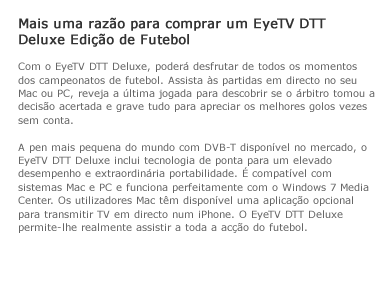 Mais uma razão para comprar um EyeTV DTT
Deluxe Edição de Futebol
Com o EyeTV DTT Deluxe, poderá desfrutar de todos os momentos
dos campeonatos de futebol. Assista às partidas em directo no seu
Mac ou PC, reveja a última jogada para descobrir se o árbitro tomou a
decisão acertada e grave tudo para apreciar os melhores golos vezes
sem conta.
A pen mais pequena do mundo com DVB-T disponível no mercado, o
EyeTV DTT Deluxe inclui tecnologia de ponta para um elevado
desempenho e extraordinária portabilidade. É compatível com
sistemas Mac e PC e funciona perfeitamente com o Windows 7 Media
Center. Os utilizadores Mac têm disponível uma aplicação opcional
para transmitir TV em directo num iPhone. O EyeTV DTT Deluxe
permite-lhe realmente assistir a toda a acção do futebol.